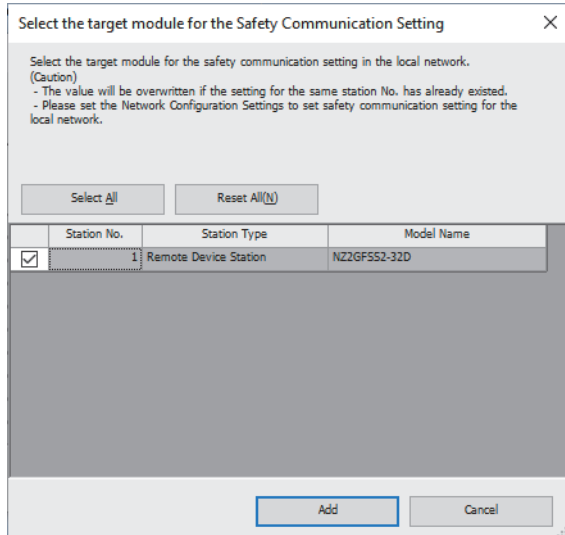 Select the target module for the Safety Communication Setting
Select the target module for the safety communication setting in the local network.
(Caution)
- The value will be overwritten if the setting for the same station No. has already existed.
- Please set the Network Configuration Settings to set safety communication setting for the
local network.
Select All Reset All(N)
Station No. Station Type Model Name
1 Remote Device Station NZ2GFSS2-32D
Add Cancel